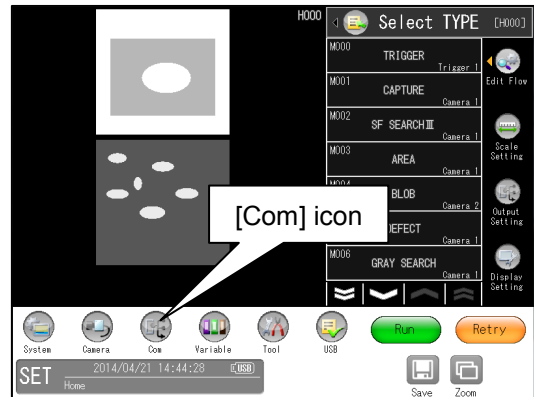 H000
Select TYPE [H000]
M000
TRIGGER
Trigger 1
M001
CAPTURE
Camera 1
M002
SF SEARCHⅢ
Camera 1
M003
AREA
Camera 1
M004
BLOB
Camera 2
DEFECT
Camera 1
M006
GRAY SEARCH
Camera 1
Edit Flow
Scale
Setting
Output
Setting
Display
Setting
[Com] icon
System
Camera
Com
Variable
Tool
USB
Run
Retry
SET
2014/04/21 14:44:28
USB
Home
Save
Zoom